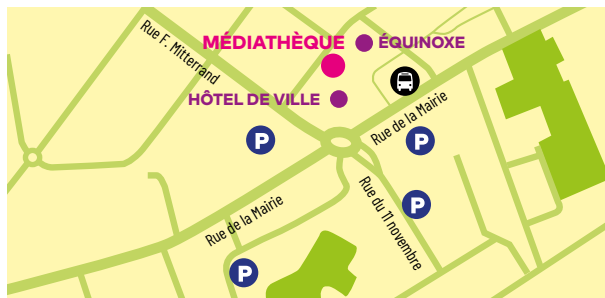 Rue F. Mitterrand
MÉDIATHÈQUE
ÉQUINOXE
HÔTEL DE VILLE
Rue de la Mairie
P
P
P
Rue de la Mairie
Rue du 11 novembre
P